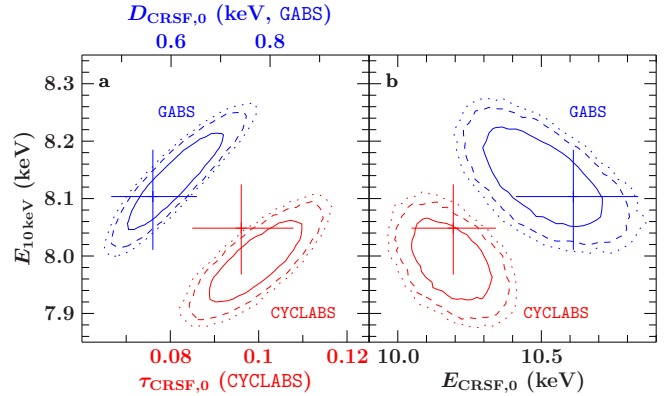 D_CRSF,0 (keV, GABS)
0.6 0.8
a b
8.3
8.2
8.1
8.0
7.9
E_10 keV (keV)
GABS GABS
CYCLABS CYCLABS
0.08 0.1 0.12 10.0 10.5
τ_CRSF,0 (CYCLABS) E_CRSF,0 (keV)